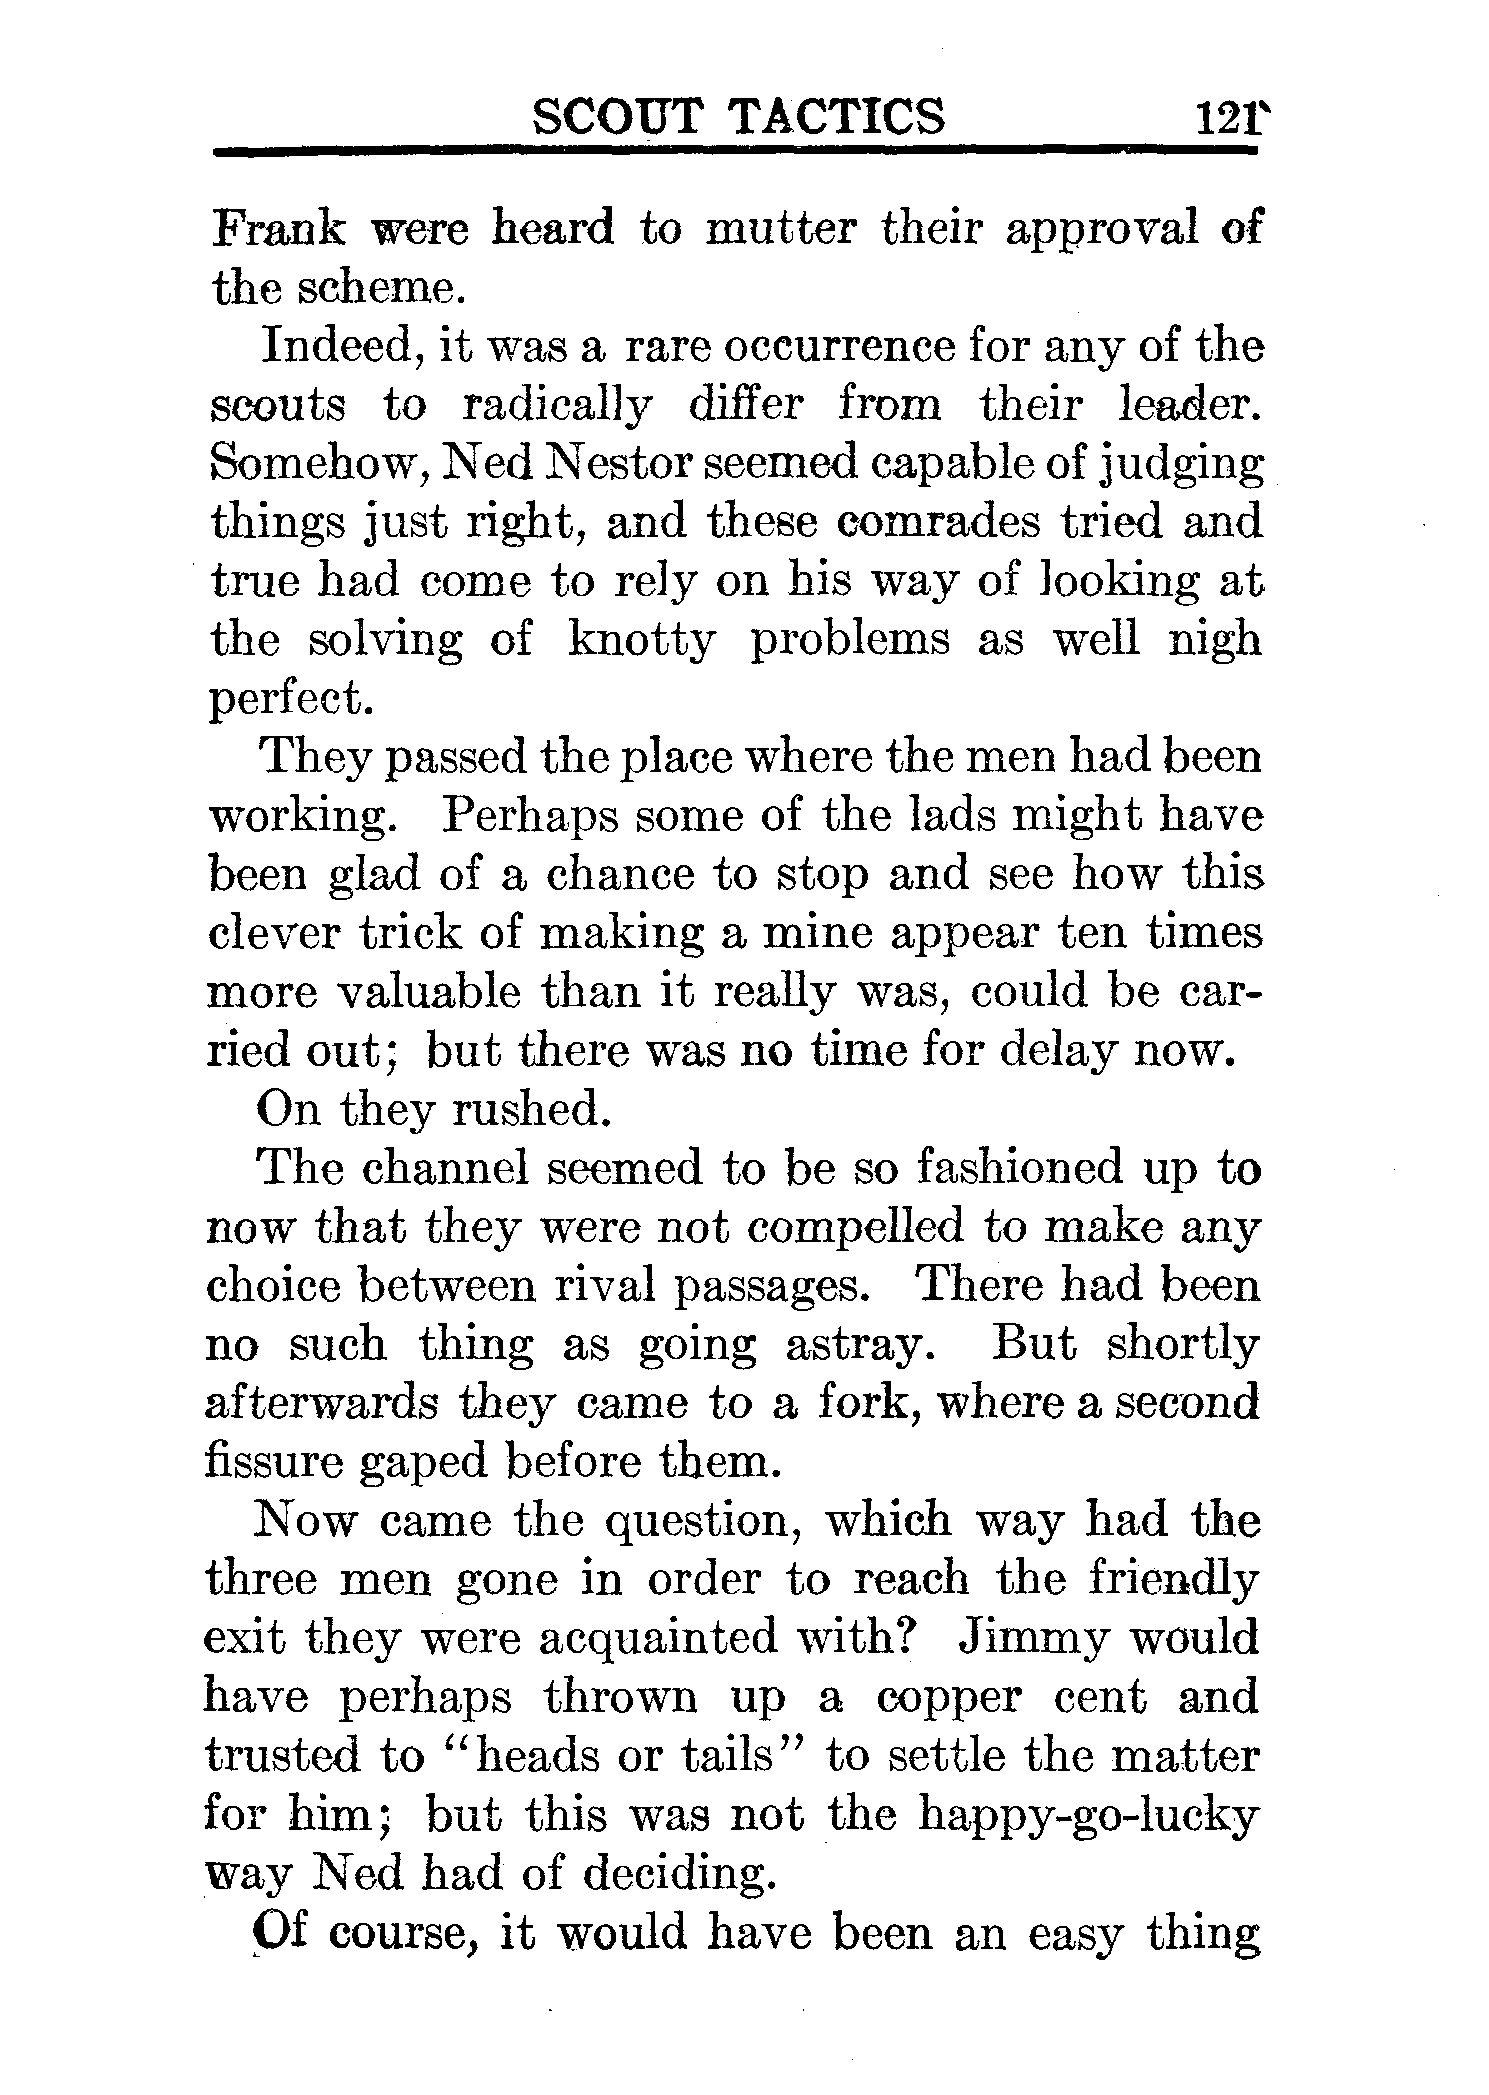 SCOUT TACTICS 121
Frank were heard to mutter their approval of
the scheme.
Indeed, it was a rare occurrence for any of the
scouts to radically differ from their leader.
Somehow, Ned Nestor seemed capable of judging
things just right, and these comrades tried and
true had come to rely on his way of looking at
the solving of knotty problems as well nigh
perfect.
They passed the place where the men had been
working. Perhaps some of the lads might have
been glad of a chance to stop and see how this
clever trick of making a mine appear ten times
more valuable than it really was, could be car-
ried out; but there was no time for delay now.
On they rushed.
The channel seemed to be so fashioned up to
now that they were not compelled to make any
choice between rival passages. There had been
no such thing as going astray. But shortly
afterwards they came to a fork, where a second
fissure gaped before them.
Now came the question, which way had the
three men gone in order to reach the friendly
exit they were acquainted with? Jimmy would
have perhaps thrown up a copper cent and
trusted to "heads or tails" to settle the matter
for him; but this was not the happy-go-lucky
way Ned had of deciding.
Of course, it would have been an easy thing